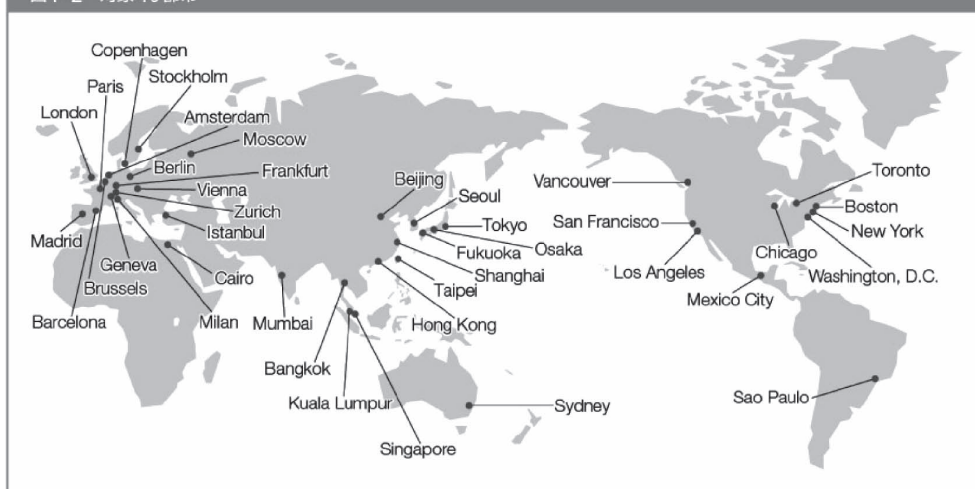 Copenhagen
Stockholm
Paris
London
Amsterdam
Moscow
Berlin
Frankfurt
Vienna
Zurich
Istanbul
Madrid
Geneva
Cairo
Brussels
Barcelona
Milan
Mumbai
Beijing
Seoul
Tokyo
Osaka
Fukuoka
Shanghai
Taipei
Hong Kong
Bangkok
Kuala Lumpur
Singapore
Sydney
Vancouver
San Francisco
Los Angeles
Mexico City
Toronto
Boston
New York
Chicago
Washington, D.C.
Sao Paulo